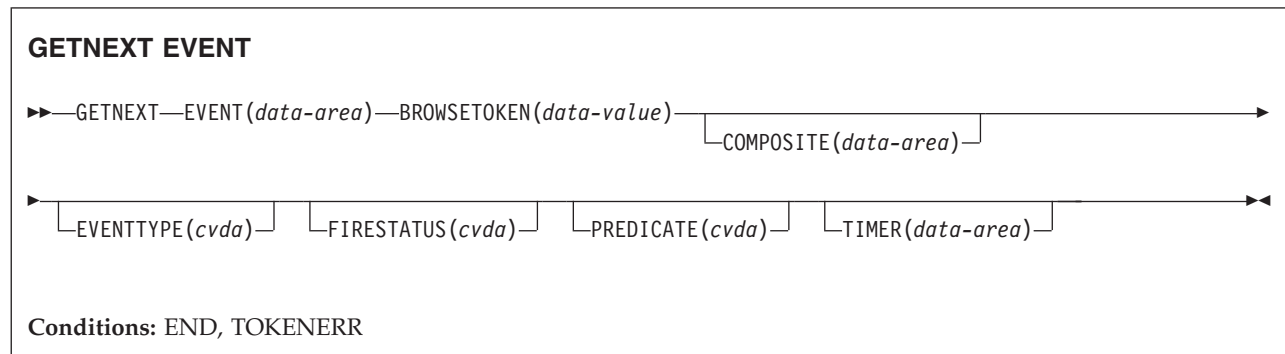 GETNEXT EVENT
GETNEXT EVENT(data-area) BROWSETOKEN(data-value)
COMPOSITE(data-area)
EVENTTYPE(cvda) FIRESTATUS(cvda) PREDICATE(cvda) TIMER(data-area)
Conditions: END, TOKENERR